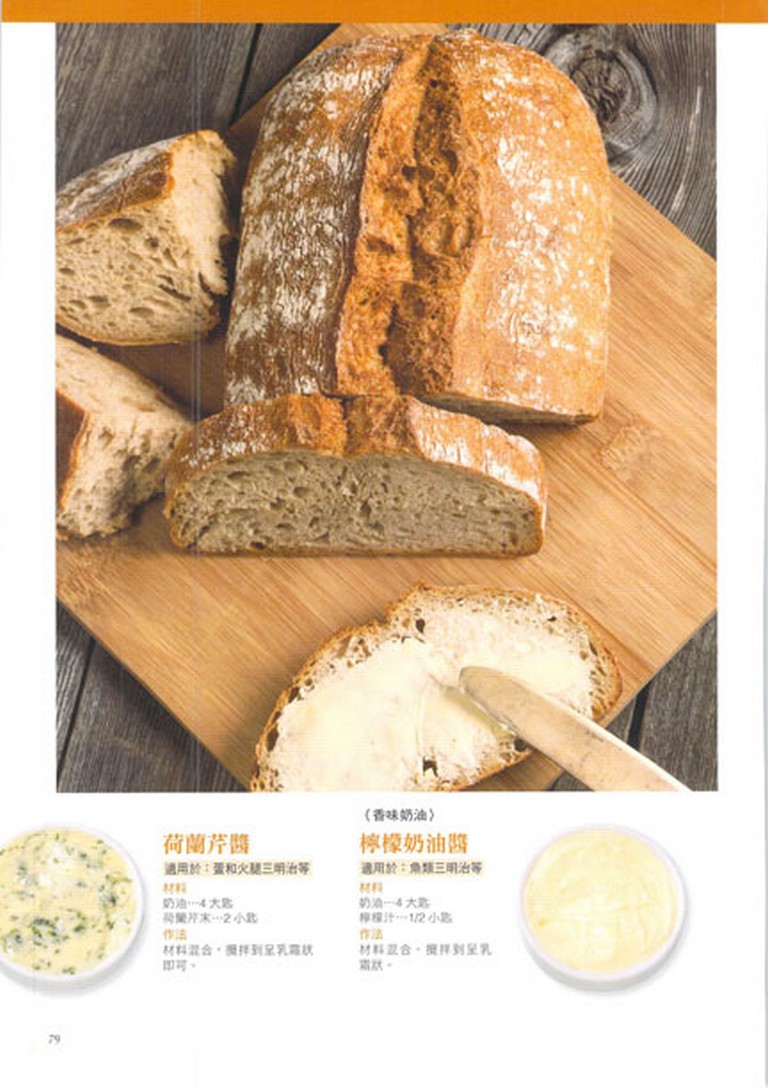 荷蘭芹醬
適用於：蛋和火腿三明治等
材料
奶油…4 大匙
荷蘭芹末…2 小匙
作法
材料混合，攪拌到呈乳霜狀
即可。
〈香味奶油〉
檸檬奶油醬
適用於：魚類三明治等
材料
奶油…4 大匙
檸檬汁…1/2 小匙
作法
材料混合，攪拌到呈乳
霜狀。
79